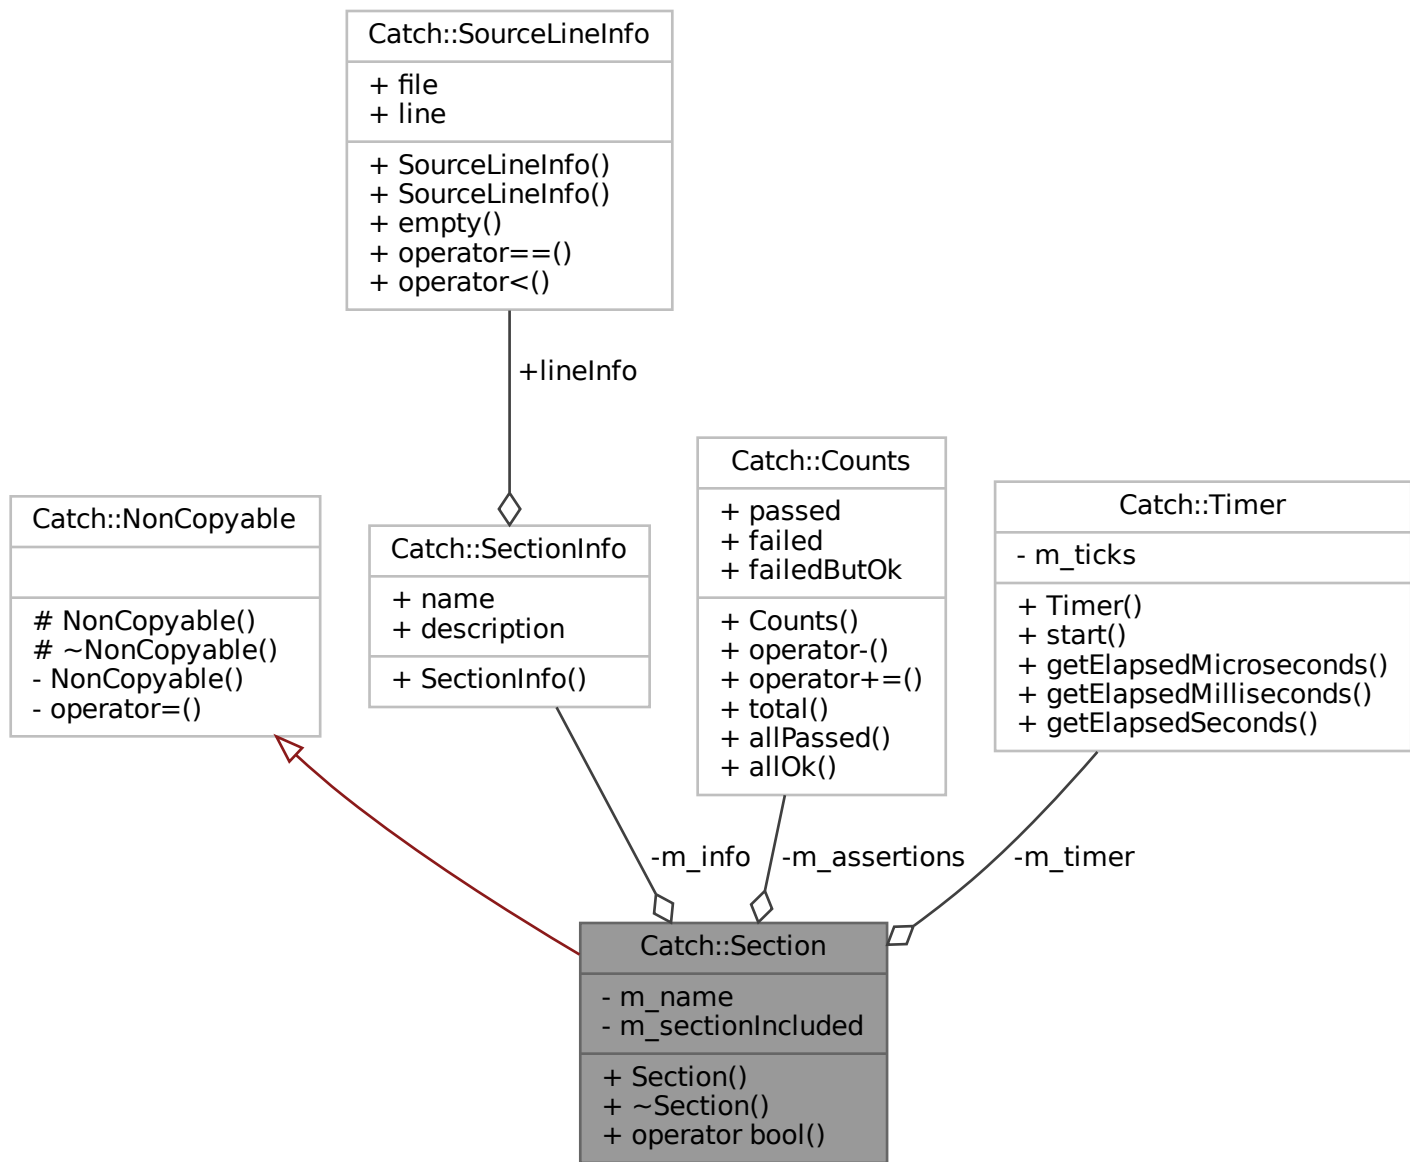 Catch::SourceLineInfo
+ file
+ line
+ SourceLineInfo()
+ SourceLineInfo()
+ empty()
+ operator==()
+ operator<()
+lineInfo
Catch::NonCopyable
# NonCopyable()
# ~NonCopyable()
- NonCopyable()
- operator=()
Catch::SectionInfo
+ name
+ description
+ SectionInfo()
Catch::Counts
+ passed
+ failed
+ failedButOk
+ Counts()
+ operator-()
+ operator+=()
+ total()
+ allPassed()
+ allOk()
Catch::Timer
- m_ticks
+ Timer()
+ start()
+ getElapsedMicroseconds()
+ getElapsedMilliseconds()
+ getElapsedSeconds()
-m_info
-m_assertions
-m_timer
Catch::Section
- m_name
- m_sectionIncluded
+ Section()
+ ~Section()
+ operator bool()